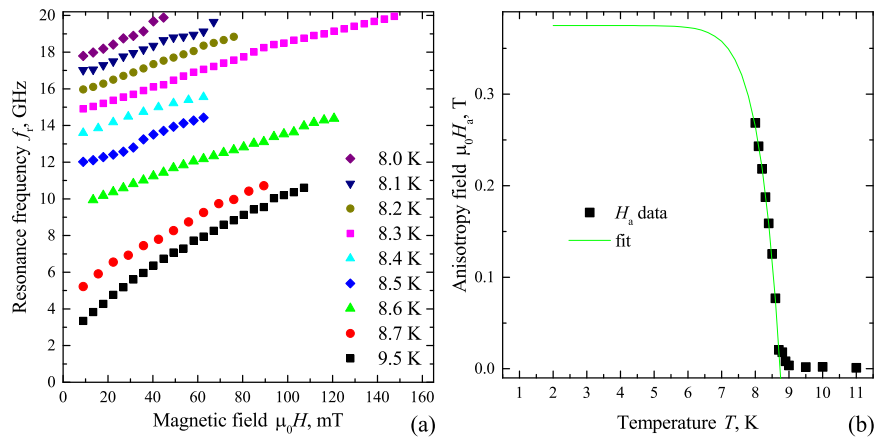 Resonance frequency fr, GHz
20
18
16
14
12
10
8
6
4
2
0
8.0 K
8.1 K
8.2 K
8.3 K
8.4 K
8.5 K
8.6 K
8.7 K
9.5 K
0 20 40 60 80 100 120 140 160
Magnetic field μ0H, mT
(a)
Anisotropy field μ0Ha, T
0.3
0.2
0.1
0.0
Ha data
fit
1 2 3 4 5 6 7 8 9 10 11
Temperature T, K
(b)